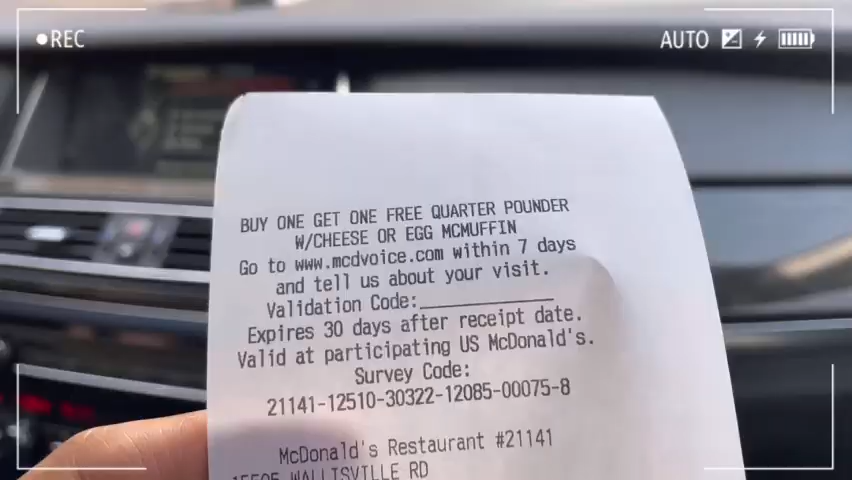 REC
AUTO
BUY ONE GET ONE FREE QUARTER POUNDER
W/CHEESE OR EGG MCMUFFIN
Go to www.mcdvoice.com within 7 days
and tell us about your visit.
Validation Code:____________
Expires 30 days after receipt date.
Valid at participating US McDonald's.
Survey Code:
21141-12510-30322-12085-00075-8
McDonald's Restaurant #21141
WALLISVILLE RD